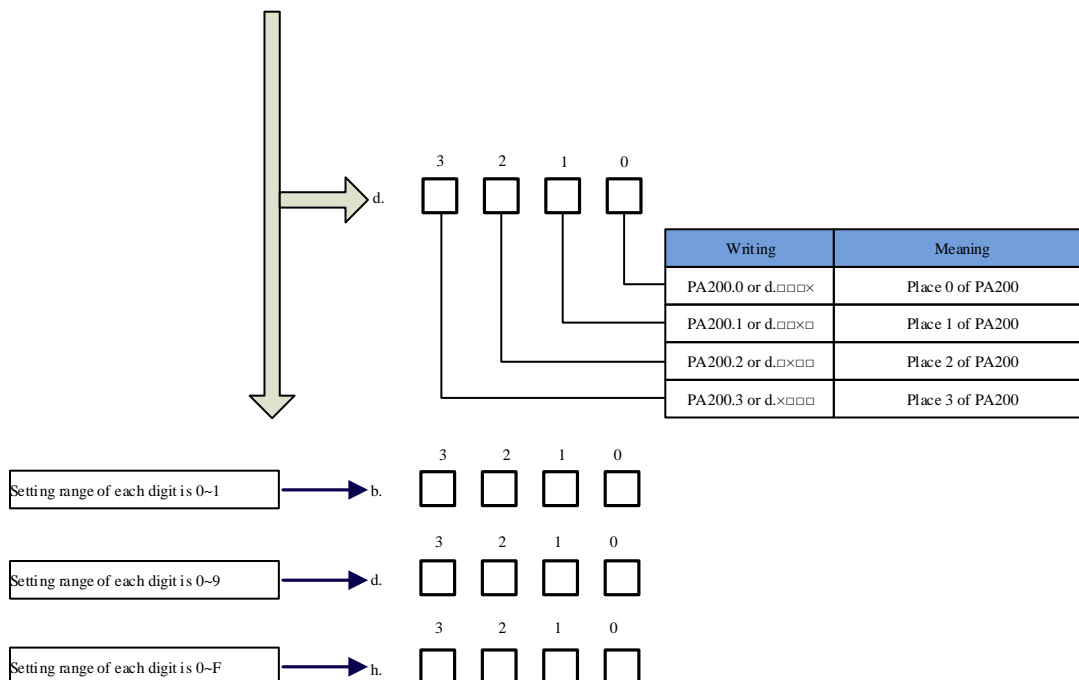 3 2 1 0
d.
Writing Meaning
PA200.0 or d.□□□× Place 0 of PA200
PA200.1 or d.□□×□ Place 1 of PA200
PA200.2 or d.□×□□ Place 2 of PA200
PA200.3 or d.×□□□ Place 3 of PA200
3 2 1 0
Setting range of each digit is 0~1 b.
3 2 1 0
Setting range of each digit is 0~9 d.
3 2 1 0
Setting range of each digit is 0~F h.